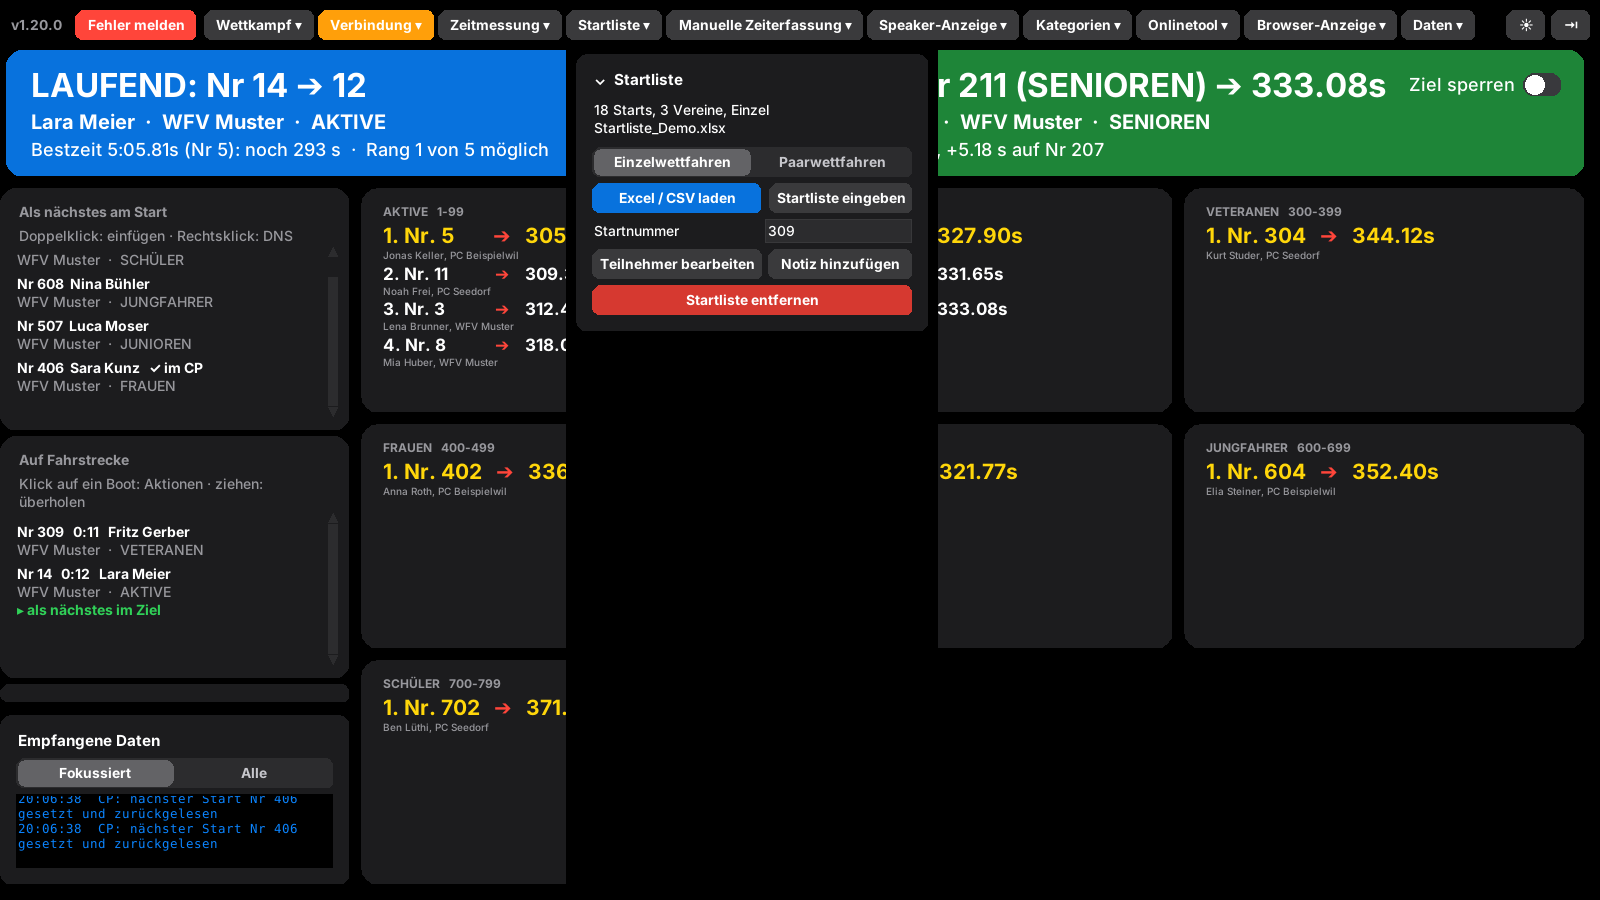 v1.20.0 Fehler melden Wettkampf ▾ Verbindung ▾ Zeitmessung ▾ Startliste ▾ Manuelle Zeiterfassung ▾ Speaker-Anzeige ▾ Kategorien ▾ Onlinetool ▾ Browser-Anzeige ▾ Daten ▾
LAUFEND: Nr 14 → 12
Lara Meier · WFV Muster · AKTIVE
Bestzeit 5:05.81s (Nr 5): noch 293 s · Rang 1 von 5 möglich
r 211 (SENIOREN) → 333.08s
Ziel sperren
· WFV Muster · SENIOREN
, +5.18 s auf Nr 207
Startliste
18 Starts, 3 Vereine, Einzel
Startliste_Demo.xlsx
Einzelwettfahren Paarwettfahren
Excel / CSV laden Startliste eingeben
Startnummer 309
Teilnehmer bearbeiten Notiz hinzufügen
Startliste entfernen
Als nächstes am Start
Doppelklick: einfügen · Rechtsklick: DNS
WFV Muster · SCHÜLER
Nr 608 Nina Bühler
WFV Muster · JUNGFAHRER
Nr 507 Luca Moser
WFV Muster · JUNIOREN
Nr 406 Sara Kunz ✓ im CP
WFV Muster · FRAUEN
Auf Fahrstrecke
Klick auf ein Boot: Aktionen · ziehen:
überholen
Nr 309 0:11 Fritz Gerber
WFV Muster · VETERANEN
Nr 14 0:12 Lara Meier
WFV Muster · AKTIVE
▸ als nächstes im Ziel
Empfangene Daten
Fokussiert Alle
20:06:38 CP: nächster Start Nr 406
gesetzt und zurückgelesen
20:06:38 CP: nächster Start Nr 406
gesetzt und zurückgelesen
AKTIVE 1-99
1. Nr. 5 → 305
Jonas Keller, PC Beispielwil
2. Nr. 11 → 309.
Noah Frei, PC Seedorf
3. Nr. 3 → 312.4
Lena Brunner, WFV Muster
4. Nr. 8 → 318.0
Mia Huber, WFV Muster
327.90s
331.65s
333.08s
VETERANEN 300-399
1. Nr. 304 → 344.12s
Kurt Studer, PC Seedorf
FRAUEN 400-499
1. Nr. 402 → 336
Anna Roth, PC Beispielwil
321.77s
JUNGFAHRER 600-699
1. Nr. 604 → 352.40s
Elia Steiner, PC Beispielwil
SCHÜLER 700-799
1. Nr. 702 → 371.
Ben Lüthi, PC Seedorf